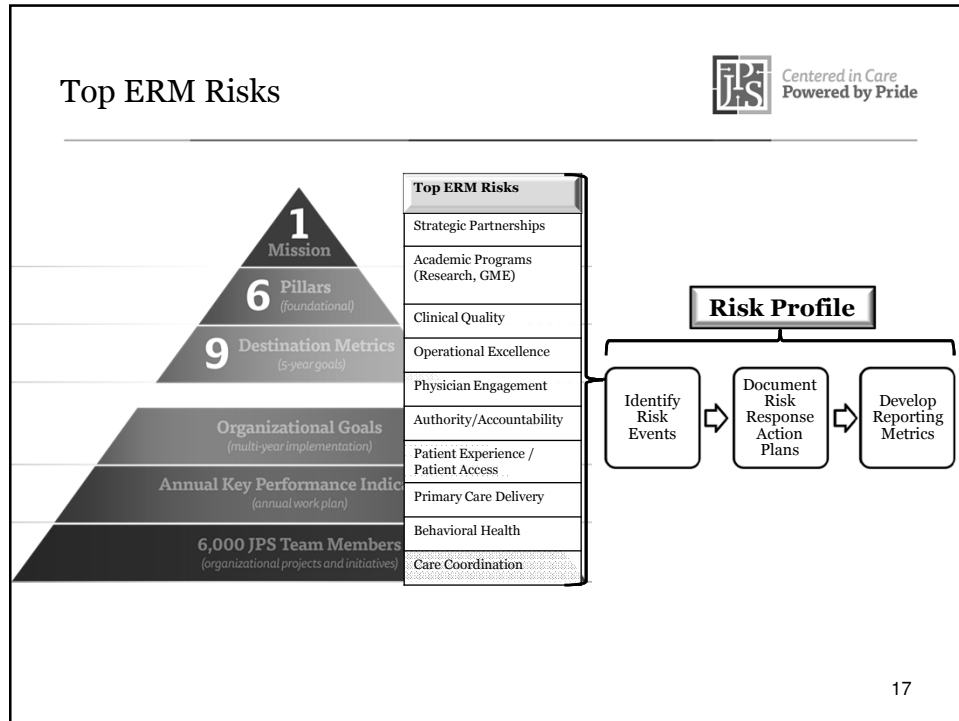 Top ERM Risks
JPS
Centered in Care
Powered by Pride
1
Mission
6 Pillars
(foundational)
9 Destination Metrics
(5-year goals)
Organizational Goals
(multi-year implementation)
Annual Key Performance Indica
(annual work plan)
6,000 JPS Team Members
(organizational projects and initiatives)
Top ERM Risks
Strategic Partnerships
Academic Programs
(Research, GME)
Clinical Quality
Operational Excellence
Physician Engagement
Authority/Accountability
Patient Experience /
Patient Access
Primary Care Delivery
Behavioral Health
Care Coordination
Risk Profile
Identify
Risk
Events
Document
Risk
Response
Action
Plans
Develop
Reporting
Metrics
17